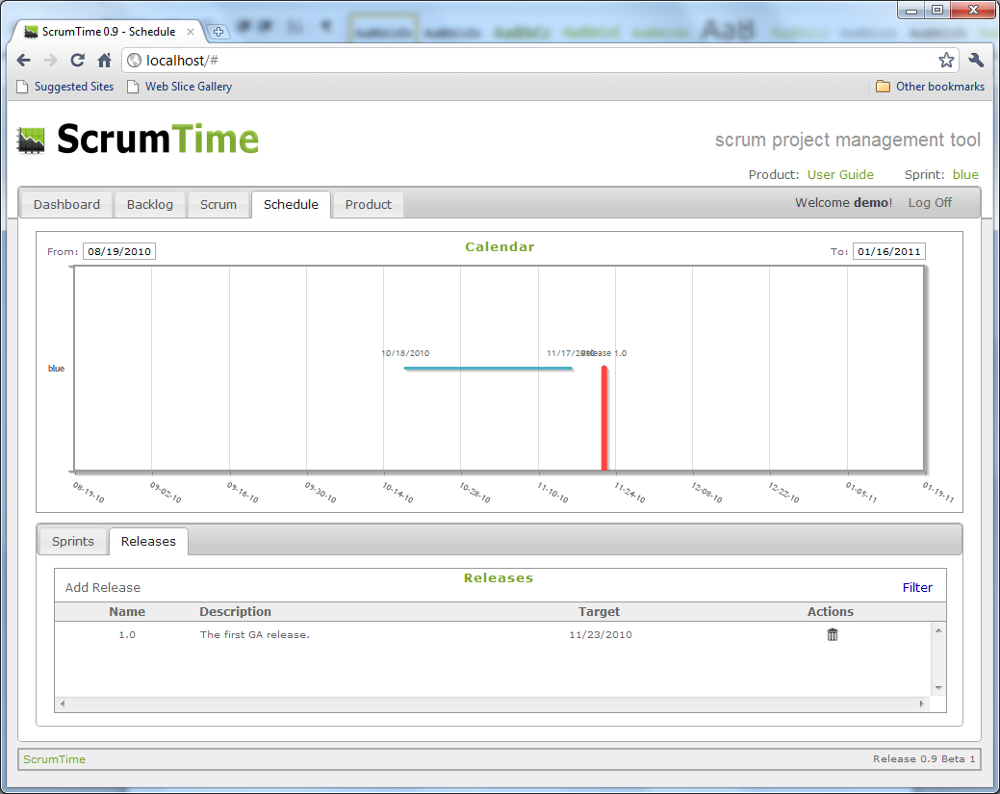 ScrumTime 0.9 - Schedule
localhost/#
Suggested Sites Web Slice Gallery Other bookmarks
ScrumTime
scrum project management tool
Product: User Guide Sprint: blue
Dashboard Backlog Scrum Schedule Product Welcome demo! Log Off
Calendar
From: 08/19/2010 To: 01/16/2011
10/18/2010 Release 1.0
blue
08-19-10 09-02-10 09-16-10 09-30-10 10-14-10 10-28-10 11-10-10 11-24-10 12-08-10 12-22-10 01-05-11 01-19-11
Sprints Releases
Releases
Add Release Filter
Name Description Target Actions
1.0 The first GA release. 11/23/2010
ScrumTime Release 0.9 Beta 1